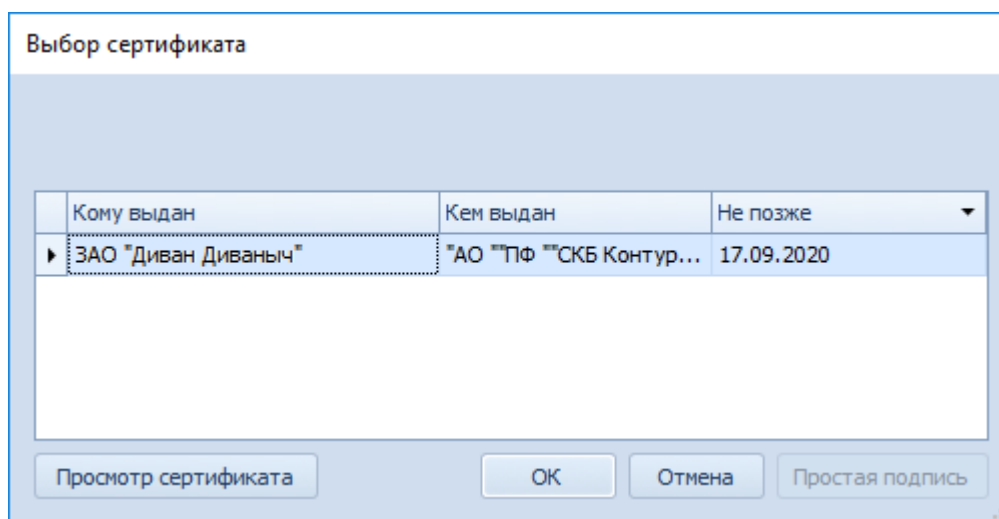 Выбор сертификата
Кому выдан Кем выдан Не позже
ЗАО "Диван Диваныч" "АО ""ПФ ""СКБ Контур... 17.09.2020
Просмотр сертификата OK Отмена Простая подпись